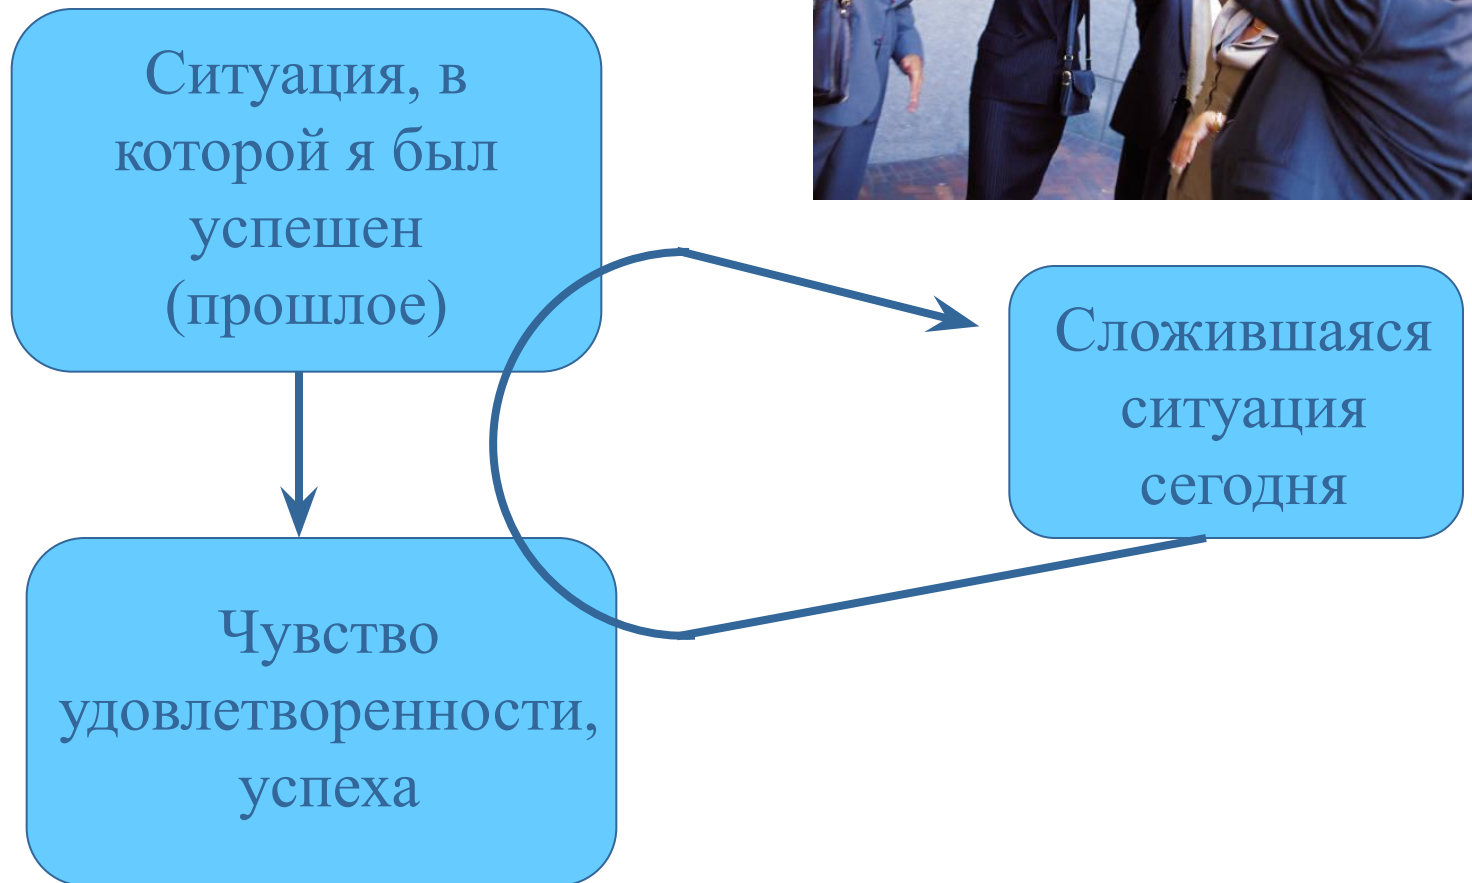 Ситуация, в
которой я был
успешен
(прошлое)
Сложившаяся
ситуация
сегодня
Чувство
удовлетворенности,
успеха